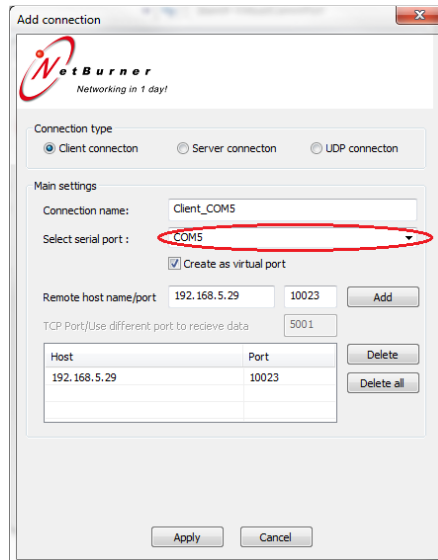 Add connection
NetBurner
Networking in 1 day!
Connection type
Client connecton Server connecton UDP connecton
Main settings
Connection name: Client_COM5
Select serial port : COM5
Create as virtual port
Remote host name/port 192.168.5.29 10023 Add
TCP Port/Use different port to recieve data 5001
Host Port Delete
192.168.5.29 10023 Delete all
Apply Cancel